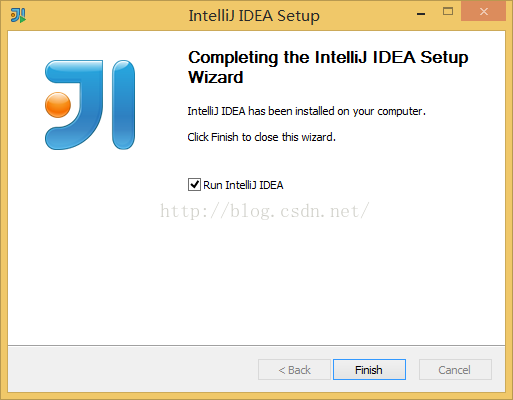 IntelliJ IDEA Setup
Completing the IntelliJ IDEA Setup
Wizard
IntelliJ IDEA has been installed on your computer.
Click Finish to close this wizard.
Run IntelliJ IDEA
http://blog.csdn.net/
< Back
Finish
Cancel